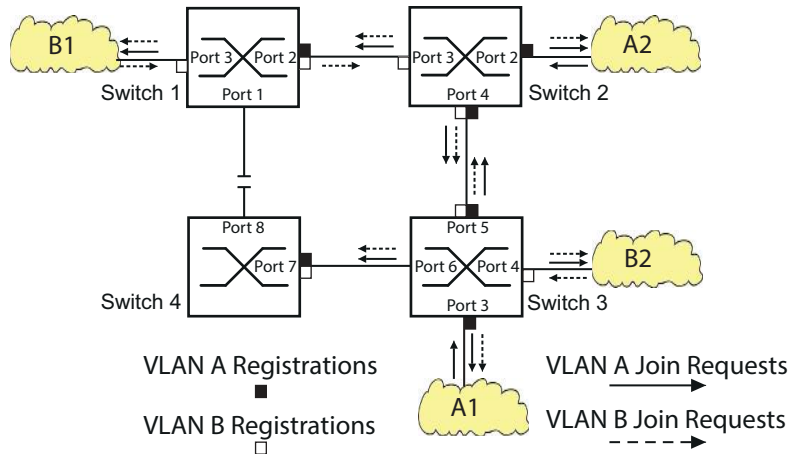 B1
Port 3
Port 2
Port 1
Switch 1
Port 3
Port 2
Port 4
Switch 2
A2
Port 8
Port 7
Switch 4
Port 5
Port 6
Port 4
Port 3
Switch 3
B2
A1
VLAN A Registrations
VLAN B Registrations
VLAN A Join Requests
VLAN B Join Requests